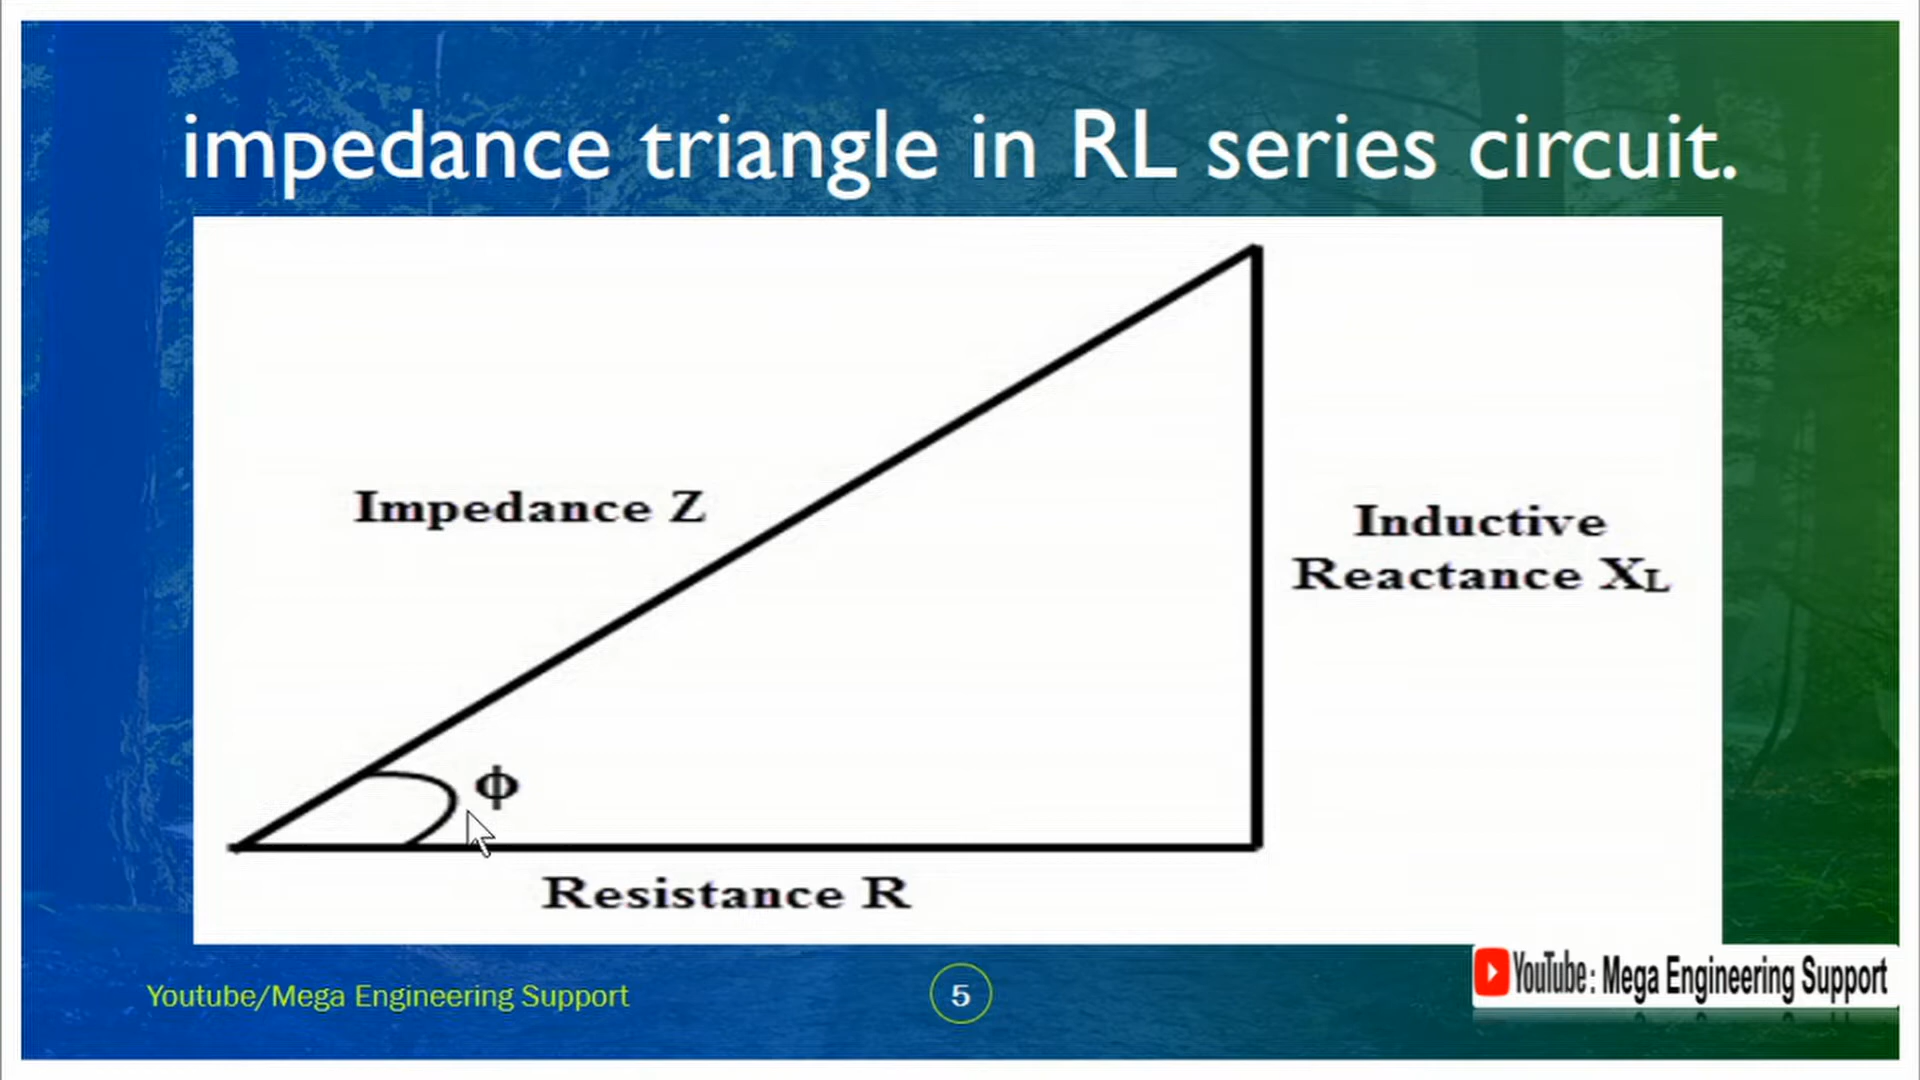 impedance triangle in RL series circuit.
Impedance Z
Inductive
Reactance XL
ϕ
Resistance R
Youtube/Mega Engineering Support
5
YouTube: Mega Engineering Support